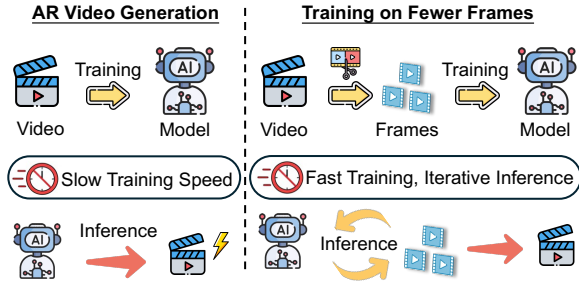 AR Video Generation
Training
AI
Video
Model
Slow Training Speed
AI
Inference
Training on Fewer Frames
Training
AI
Video
Frames
Model
Fast Training, Iterative Inference
AI
Inference